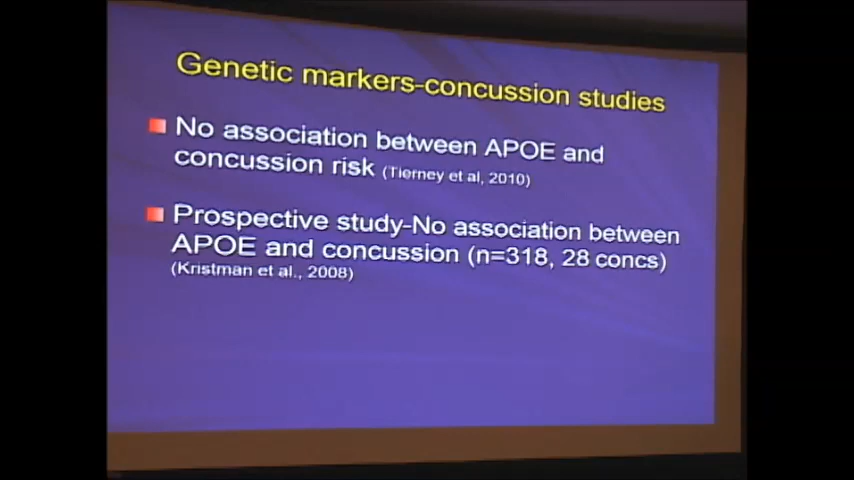 Genetic markers-concussion studies
No association between APOE and
concussion risk (Tierney et al, 2010)
Prospective study-No association between
APOE and concussion (n=318, 28 concs)
(Kristman et al., 2008)